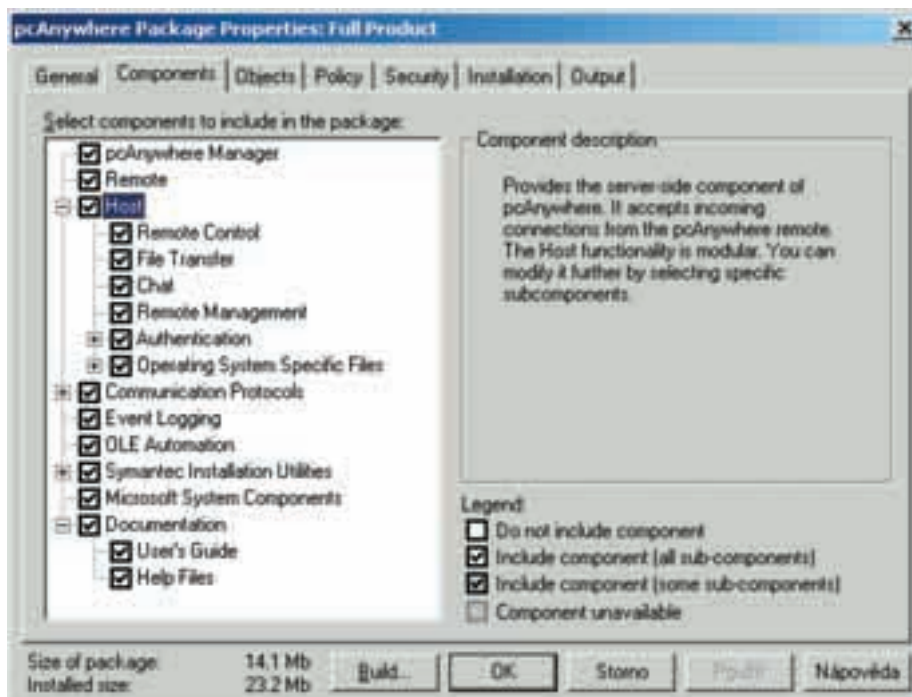 pcAnywhere Package Properties: Full Product
General Components Objects Policy Security Installation Output
Select components to include in the package:
pcAnywhere Manager
Remote
Host
Remote Control
File Transfer
Chat
Remote Management
Authentication
Operating System Specific Files
Communication Protocols
Event Logging
OLE Automation
Symantec Installation Utilities
Microsoft System Components
Documentation
User's Guide
Help Files
Component description
Provides the server-side component of
pcAnywhere. It accepts incoming
connections from the pcAnywhere remote.
The Host functionality is modular. You can
modify it further by selecting specific
subcomponents.
Legend:
Do not include component
Include component (all sub-components)
Include component (some sub-components)
Component unavailable
Size of package: 14.1 Mb
Installed size: 23.2 Mb
Build... OK Storno Použít Nápověda